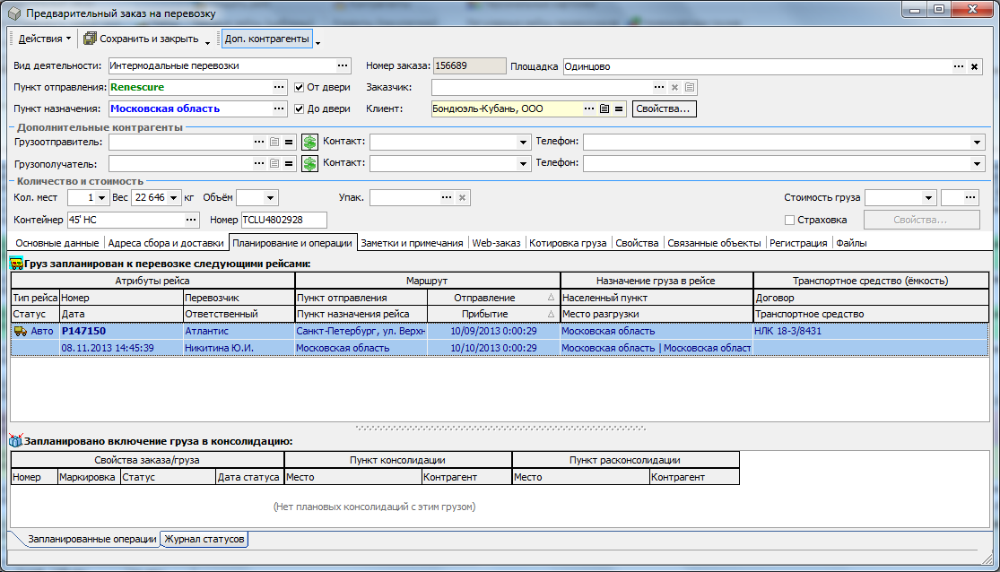 Предварительный заказ на перевозку
Действия Сохранить и закрыть Доп. контрагенты
Вид деятельности: Интермодальные перевозки ... Номер заказа: 156689 Площадка Одинцово ...
Пункт отправления: Renescure ... От двери Заказчик: ...
Пункт назначения: Московская область ... До двери Клиент: Бондюэль-Кубань, ООО ... Свойства...
Дополнительные контрагенты
Грузоотправитель: ... Контакт: Телефон:
Грузополучатель: ... Контакт: Телефон:
Количество и стоимость
Кол. мест 1 Вес 22 646 кг Объём Упак. ... Стоимость груза ...
Контейнер 45' HC ... Номер TCLU4802928 Страховка Свойства...
Основные данные Адреса сбора и доставки Планирование и операции Заметки и примечания Web-заказ Котировка груза Свойства Связанные объекты Регистрация Файлы
Груз запланирован к перевозке следующими рейсами:
Атрибуты рейса Маршрут Назначение груза в рейсе Транспортное средство (ёмкость)
Тип рейса Номер Перевозчик Пункт отправления Отправление Населенный пункт Договор
Статус Дата Ответственный Пункт назначения рейса Прибытие Место разгрузки Транспортное средство
Авто Р147150 Атлантис Санкт-Петербург, ул. Верхн 10/09/2013 0:00:29 Московская область НЛК 18-3/8431
08.11.2013 14:45:39 Никитина Ю.И. Московская область 10/10/2013 0:00:29 Московская область | Московская област
Запланировано включение груза в консолидацию:
Свойства заказа/груза Пункт консолидации Пункт расконсолидации
Номер Маркировка Статус Дата статуса Место Контрагент Место Контрагент
(Нет плановых консолидаций с этим грузом)
Запланированные операции Журнал статусов